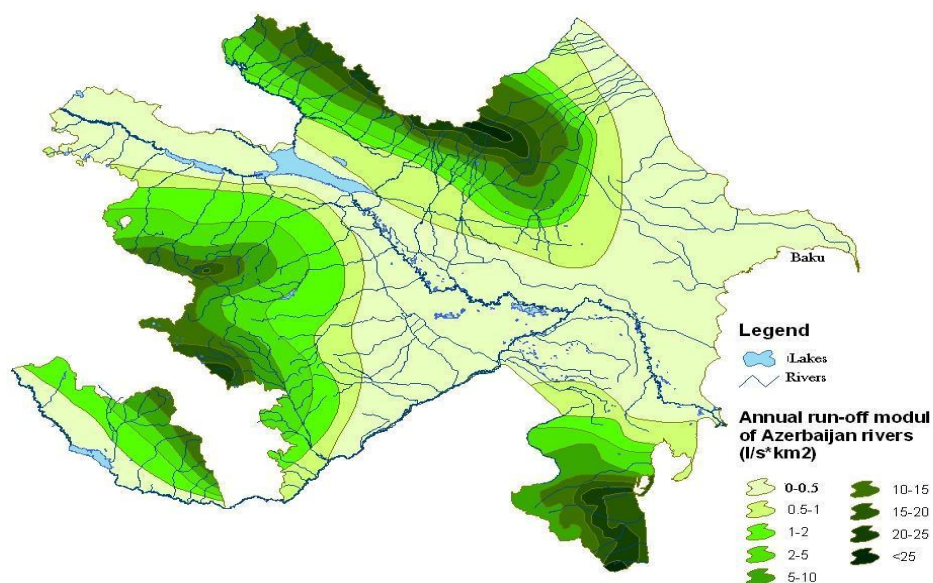 Baku
Legend
Lakes
Rivers
Annual run-off modul
of Azerbaijan rivers
(l/s*km2)
0-0.5
0.5-1
1-2
2-5
5-10
10-15
15-20
20-25
<25